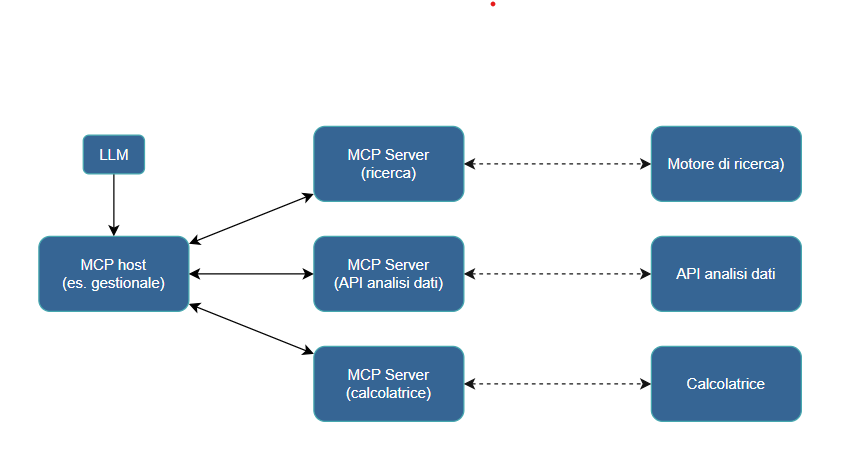 LLM
MCP host
(es. gestionale)
MCP Server
(ricerca)
MCP Server
(API analisi dati)
MCP Server
(calcolatrice)
Motore di ricerca)
API analisi dati
Calcolatrice